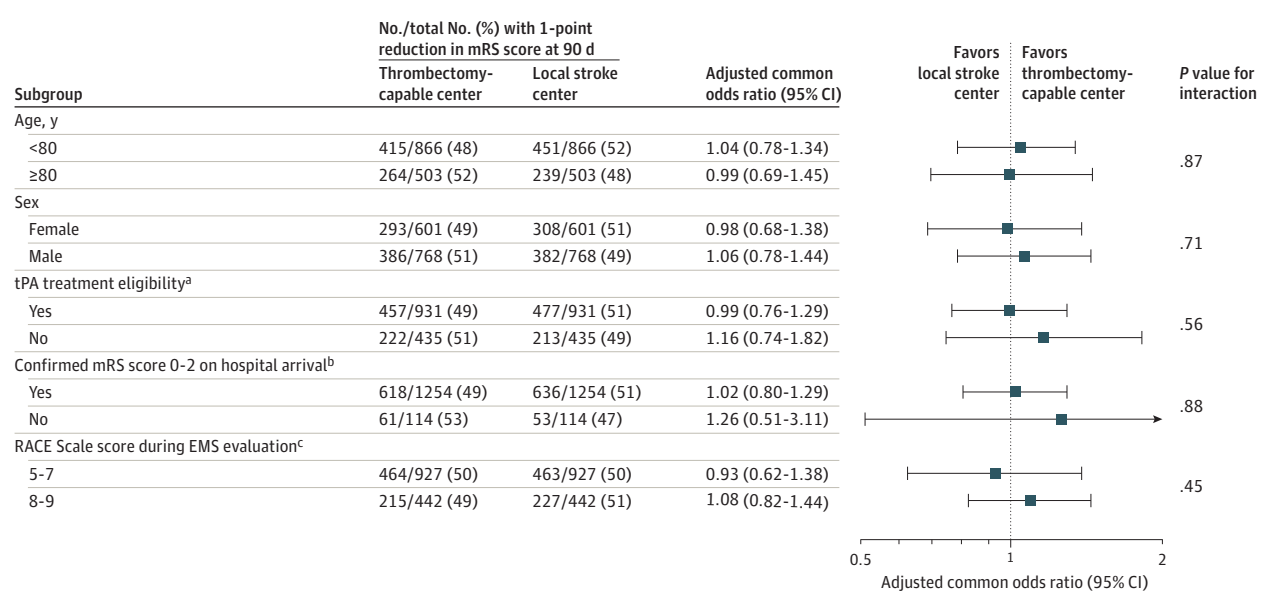 No./total No. (%) with 1-point
reduction in mRS score at 90 d
Subgroup
Thrombectomy-
capable center
Local stroke
center
Adjusted common
odds ratio (95% CI)
Favors
local stroke
center
Favors
thrombectomy-
capable center
P value for
interaction
Age, y
<80 415/866 (48) 451/866 (52) 1.04 (0.78-1.34)
.87
≥80 264/503 (52) 239/503 (48) 0.99 (0.69-1.45)
Sex
Female 293/601 (49) 308/601 (51) 0.98 (0.68-1.38)
.71
Male 386/768 (51) 382/768 (49) 1.06 (0.78-1.44)
tPA treatment eligibilityᵃ
Yes 457/931 (49) 477/931 (51) 0.99 (0.76-1.29)
.56
No 222/435 (51) 213/435 (49) 1.16 (0.74-1.82)
Confirmed mRS score 0-2 on hospital arrivalᵇ
Yes 618/1254 (49) 636/1254 (51) 1.02 (0.80-1.29)
.88
No 61/114 (53) 53/114 (47) 1.26 (0.51-3.11)
RACE Scale score during EMS evaluationᶜ
5-7 464/927 (50) 463/927 (50) 0.93 (0.62-1.38)
.45
8-9 215/442 (49) 227/442 (51) 1.08 (0.82-1.44)
0.5 1 2
Adjusted common odds ratio (95% CI)